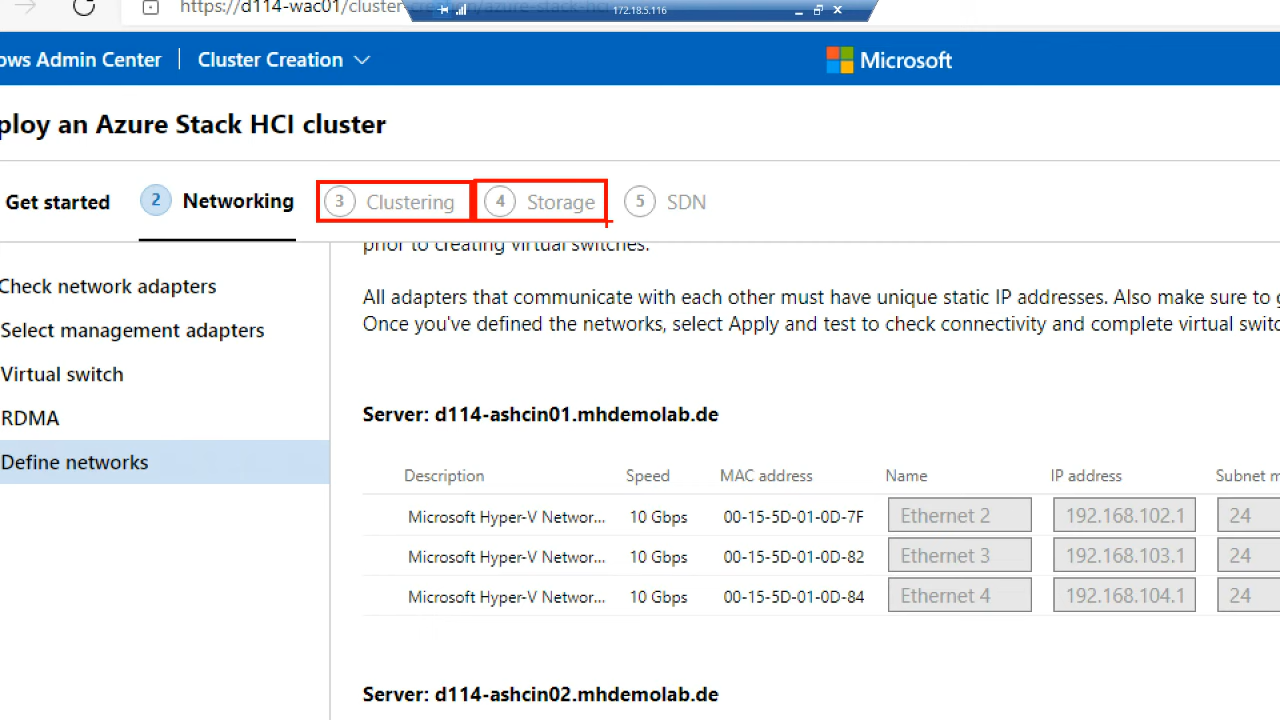 https://d114-wac01/cluster-
172.18.5.116
ows Admin Center
Cluster Creation
Microsoft
ploy an Azure Stack HCI cluster
Get started
2 Networking
3 Clustering
4 Storage
5 SDN
Check network adapters
Select management adapters
Virtual switch
RDMA
Define networks
prior to creating virtual switches.
All adapters that communicate with each other must have unique static IP addresses. Also make sure to g
Once you've defined the networks, select Apply and test to check connectivity and complete virtual switc
Server: d114-ashcin01.mhdemolab.de
Description Speed MAC address Name IP address Subnet m
Microsoft Hyper-V Networ... 10 Gbps 00-15-5D-01-0D-7F Ethernet 2 192.168.102.1 24
Microsoft Hyper-V Networ... 10 Gbps 00-15-5D-01-0D-82 Ethernet 3 192.168.103.1 24
Microsoft Hyper-V Networ... 10 Gbps 00-15-5D-01-0D-84 Ethernet 4 192.168.104.1 24
Server: d114-ashcin02.mhdemolab.de